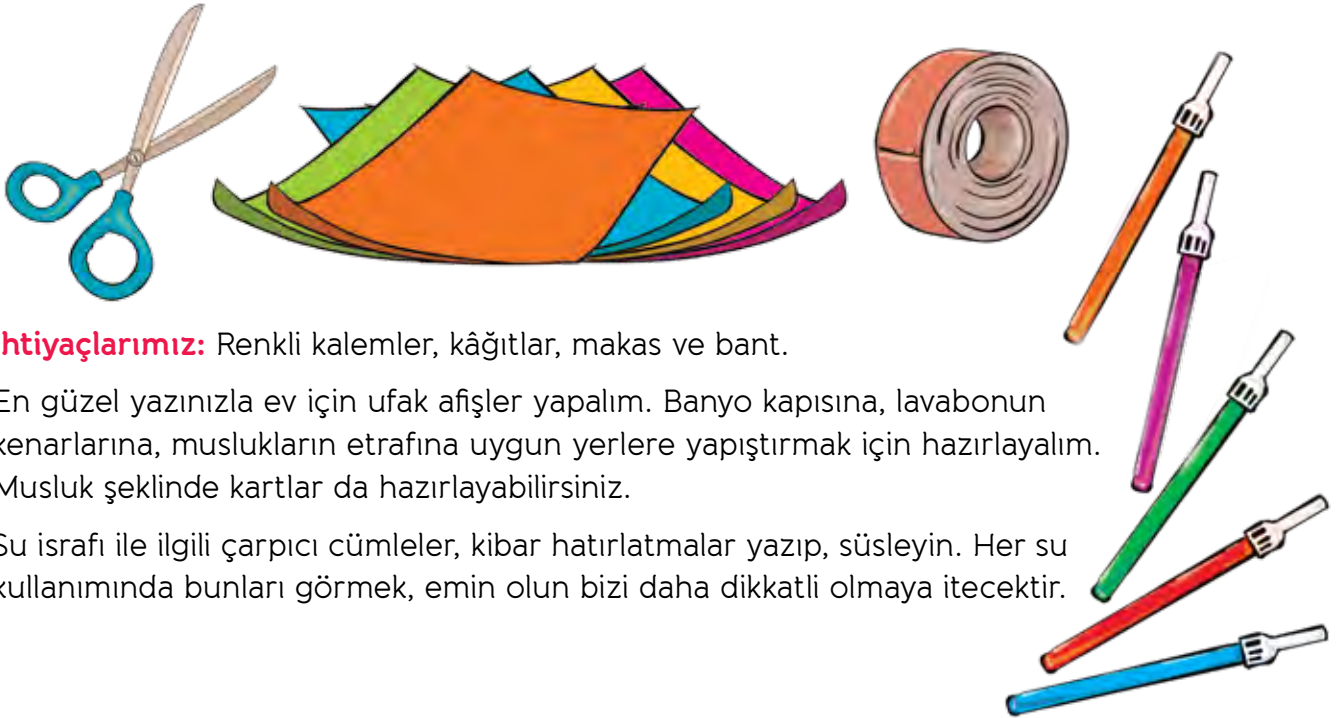 htiyaçlarımız: Renkli kalemler, kâğıtlar, makas ve bant.
En güzel yazınızla ev için ufak afişler yapalım. Banyo kapısına, lavabonun
kenarlarına, muslukların etrafına uygun yerlere yapıştırmak için hazırlayalım.
Musluk şeklinde kartlar da hazırlayabilirsiniz.
Su israfı ile ilgili çarpıcı cümleler, kibar hatırlatmalar yazıp, süsleyin. Her su
kullanımında bunları görmek, emin olun bizi daha dikkatli olmaya itecektir.